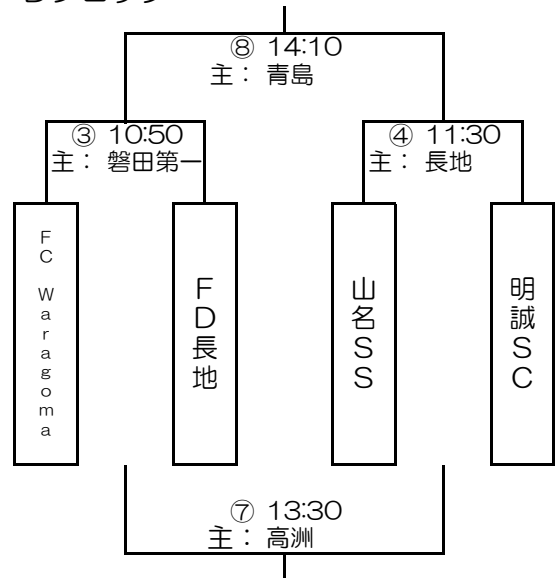 ⑧ 14:10
主： 青島
③ 10:50
主： 磐田第一
④ 11:30
主： 長地
FC Waragoma
FD長地
山名SS
明誠SC
⑦ 13:30
主： 高洲